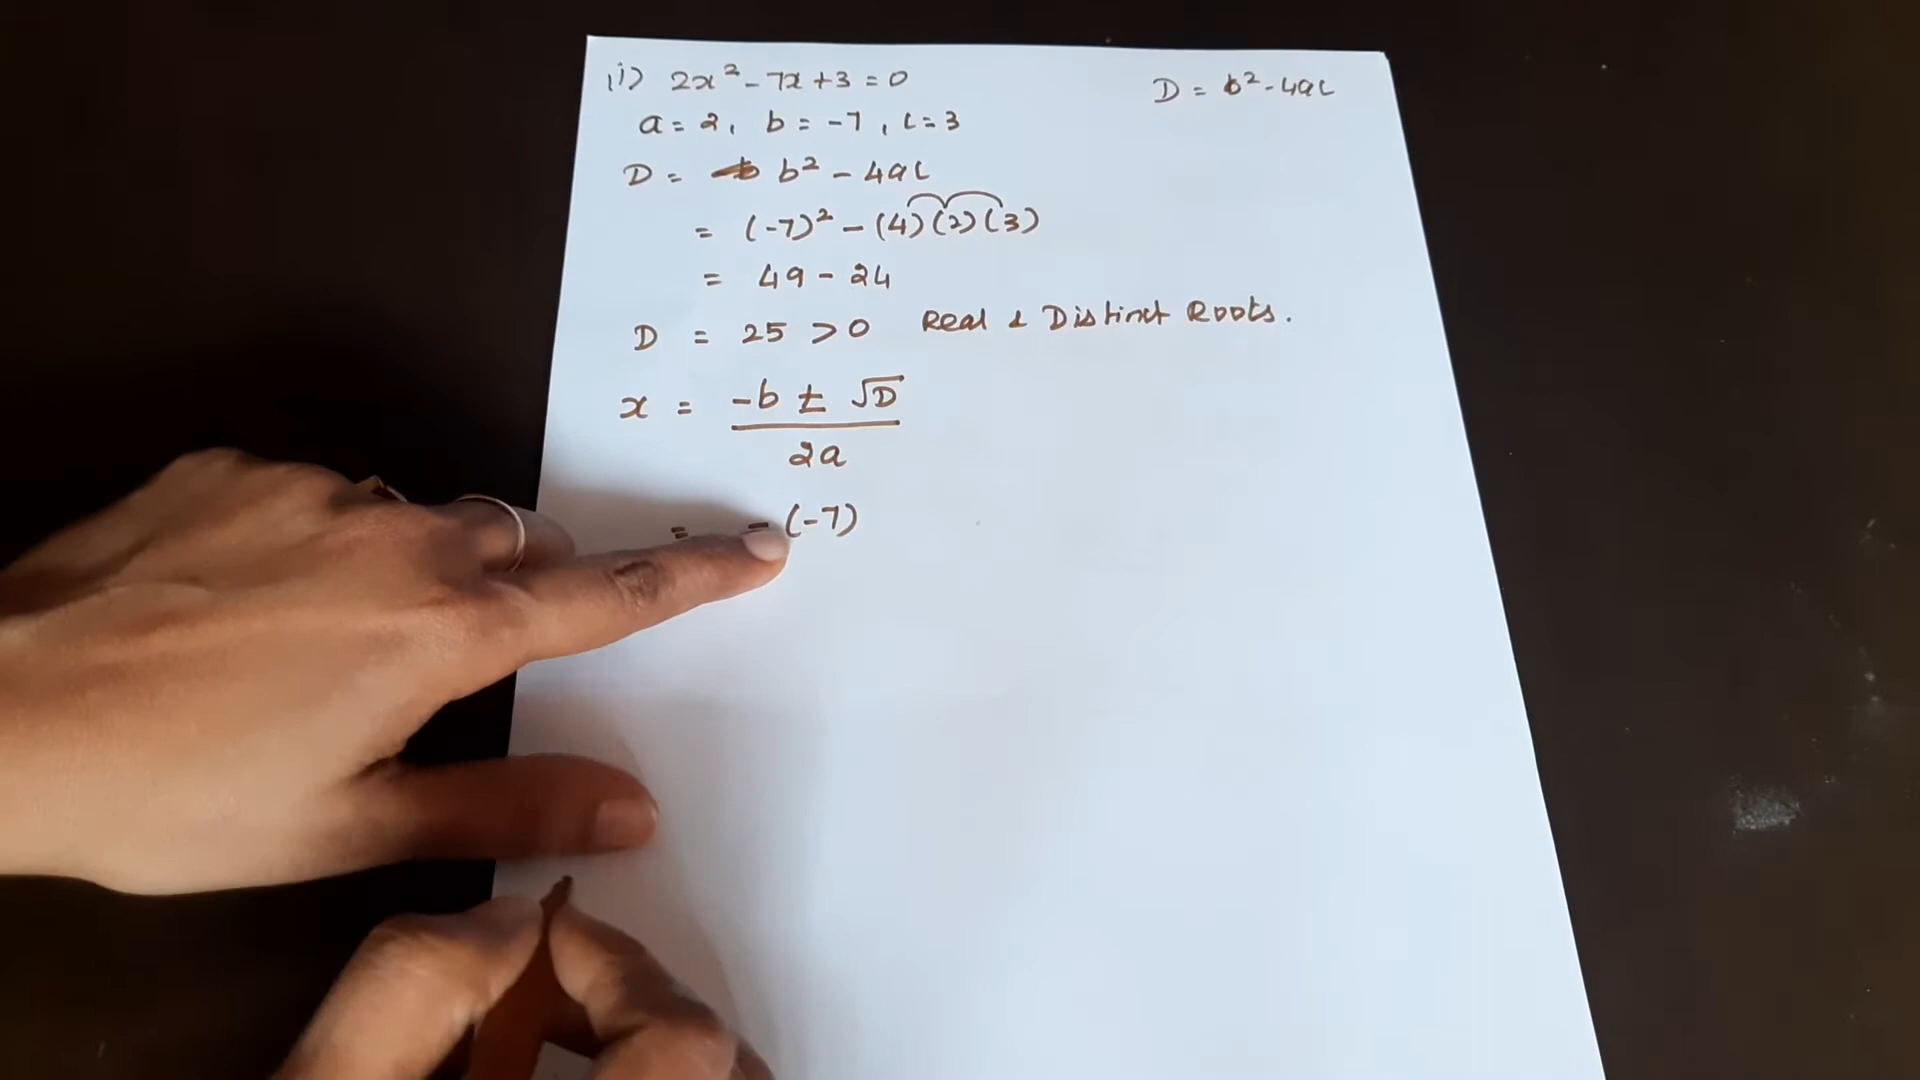 ii) 2x² - 7x + 3 = 0
D = b² - 4ac
a = 2, b = -7, c = 3
D = b² - 4ac
= (-7)² - (4)(2)(3)
= 49 - 24
D = 25 > 0 Real & Distinct Roots.
x = -b ± √D
2a
= -(-7)